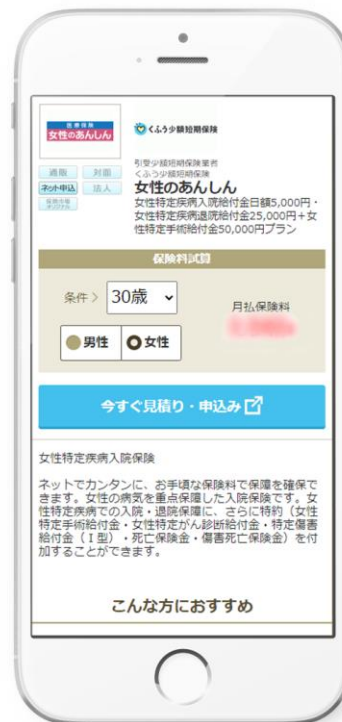 医療保険
女性のあんしん
くふう少額短期保険
通販
対面
ネット申込
法人
引受少額短期保険業者
くふう少額短期保険
女性のあんしん
女性特定疾病入院給付金日額5,000円・
女性特定疾病退院給付金25,000円＋女
性特定手術給付金50,000円プラン
保険料試算
条件 > 30歳
月払保険料
男性 女性
今すぐ見積り・申込み
女性特定疾病入院保険
ネットでカンタンに、お手頃な保険料で保障を確保で
きます。女性の病気を重点保障した入院保険です。女
性特定疾病での入院・退院保障に、さらに特約（女性
特定手術給付金・女性特定がん診断給付金・特定傷害
給付金（Ⅰ型）・死亡保険金・傷害死亡保険金）を付
加することができます。
こんな方におすすめ